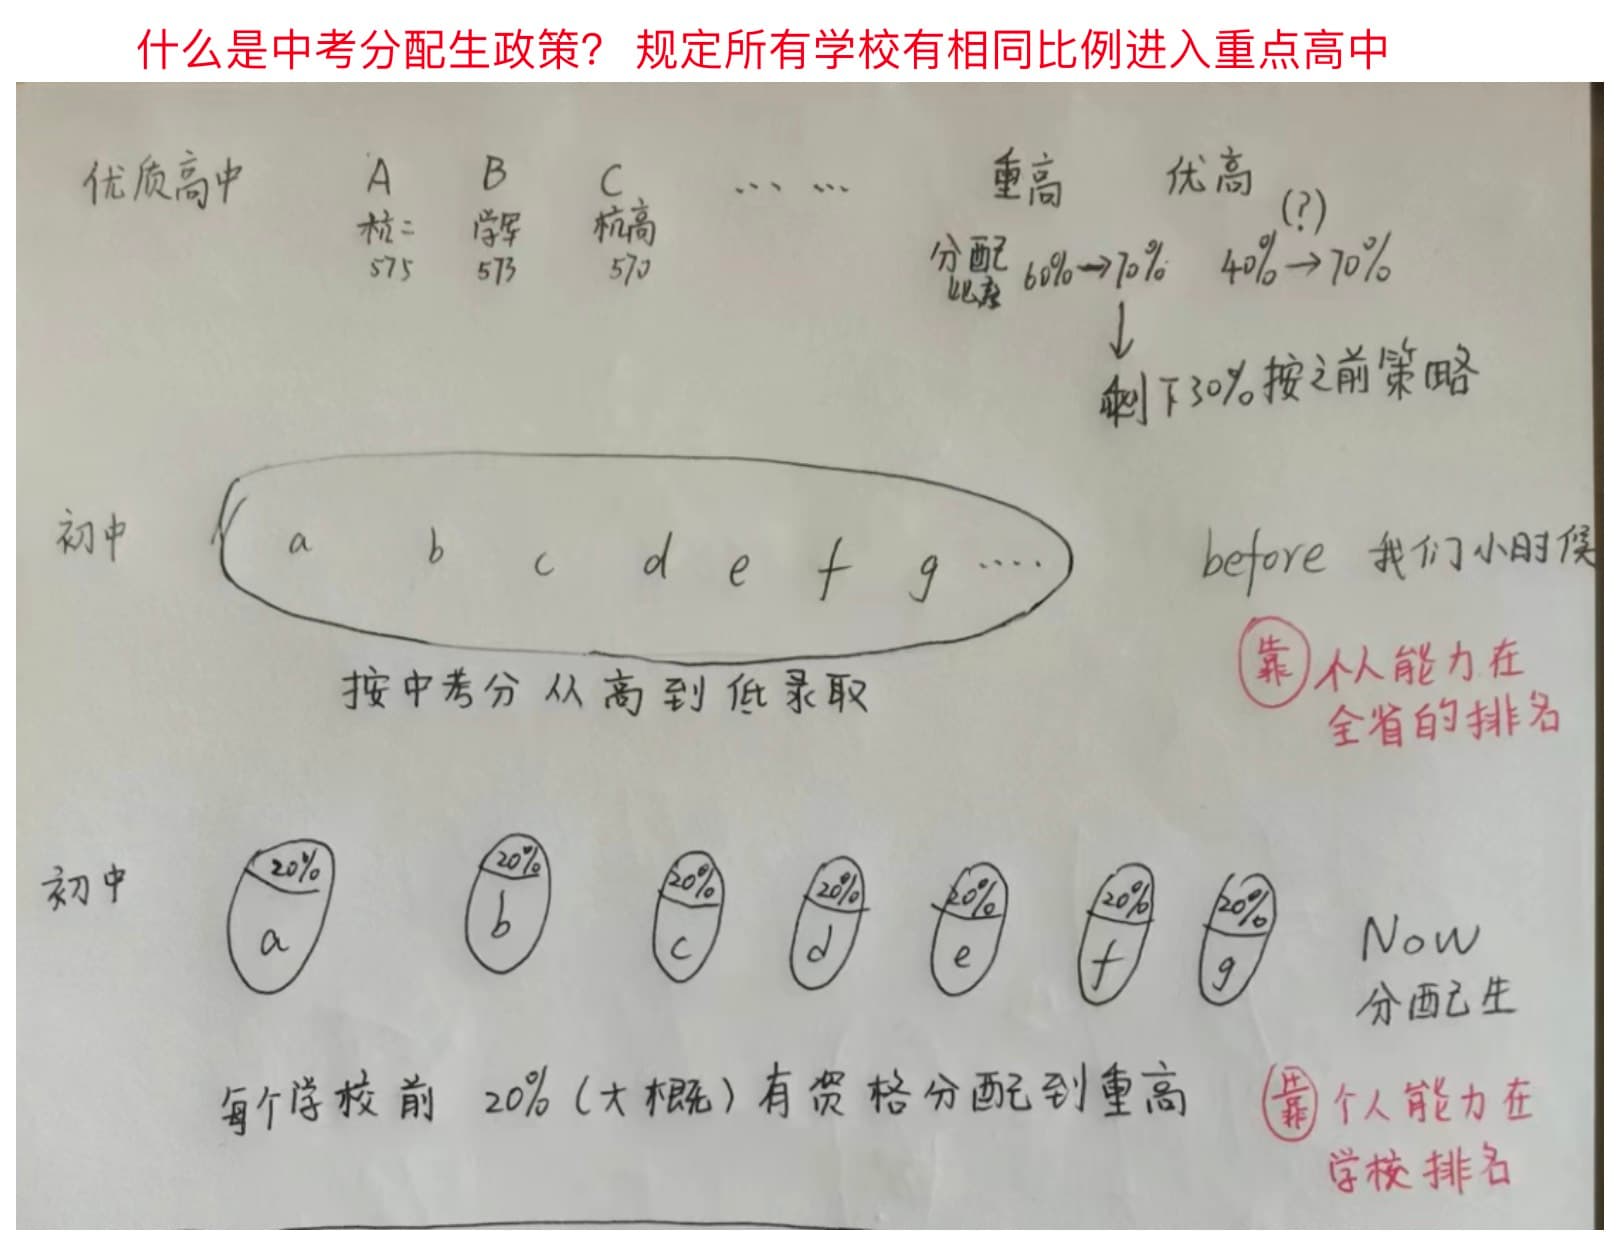 什么是中考分配生政策？ 规定所有学校有相同比例进入重点高中
优质高中 A B C ... ... 重高 优高
杭二 学军 杭高 (?)
575 573 570
分配比 60%→70% 40%→70%
↓
剩下30%按之前策略
初中 a b c d e f g ..... before 我们小时候
按中考分从高到低录取
靠 个人能力在
全省的排名
20% 20% 20% 20% 20% 20% 20%
初中 a b c d e f g Now
分配生
每个学校前 20%(大概)有资格分配到重高
靠 个人能力在
学校排名